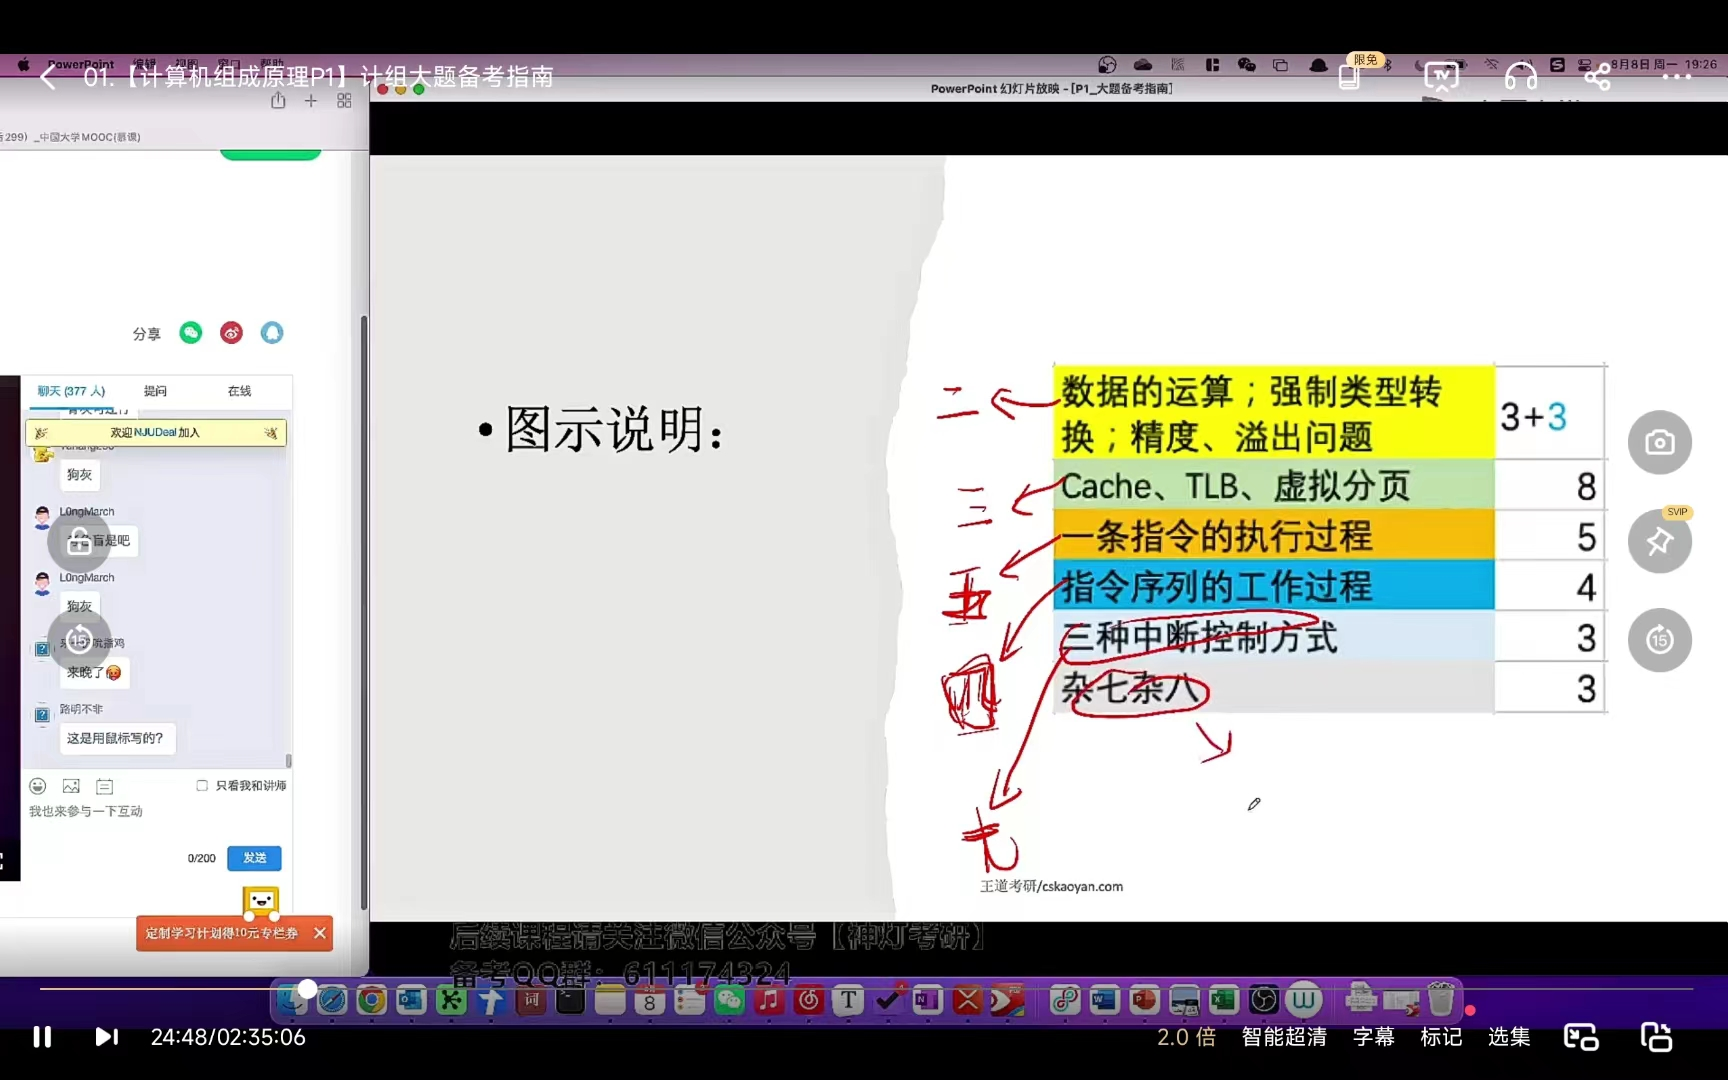 PowerPoint 编辑 视图 窗口 帮助
01.【计算机组成原理P1】计组大题备考指南
限免
8月8日 周一 19:26
PowerPoint 幻灯片放映 - [P1_大题备考指南]
299) _中国大学MOOC(慕课)
分享
聊天 (377 人) 提问 在线
欢迎NJUDeal加入
狗灰
L0ngMarch
色盲是吧
L0ngMarch
狗灰
来晚了
路明不非
这是用鼠标写的?
只看我和讲师
我也来参与一下互动
0/200 发送
定制学习计划得10元专栏券
• 图示说明:
二
数据的运算;强制类型转
换;精度、溢出问题
3+3
三
Cache、TLB、虚拟分页 8
一条指令的执行过程 5
五
指令序列的工作过程 4
三种中断控制方式 3
四
杂七杂八 3
王道考研/cskaoyan.com
后续课程请关注微信公众号【神灯考研】
备考QQ群: 611174324
SVIP
15
15
24:48/02:35:06
2.0 倍 智能超清 字幕 标记 选集